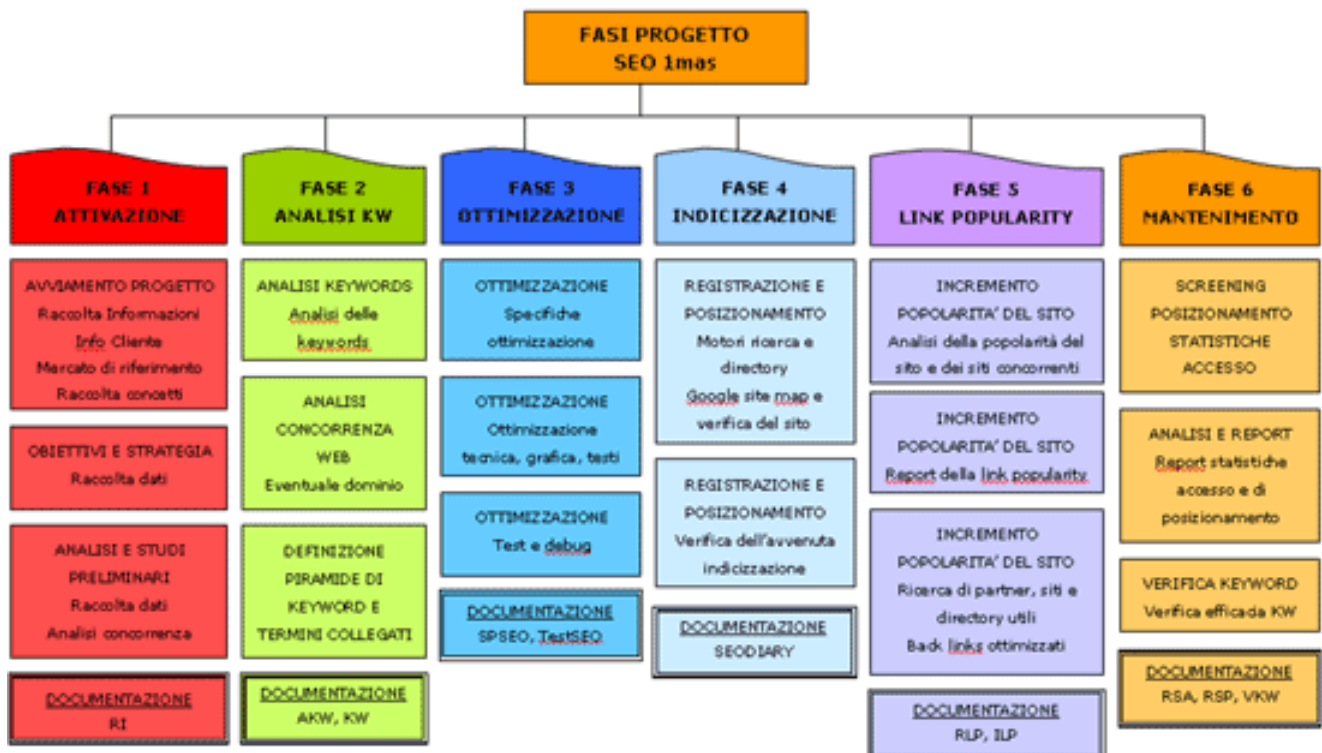 FASI PROGETTO
SEO 1mas
FASE 1
ATTIVAZIONE
AVVIAMENTO PROGETTO
Raccolta Informazioni
Info Cliente
Mercato di riferimento
Raccolta concetti
OBIETTIVI E STRATEGIA
Raccolta dati
ANALISI E STUDI
PRELIMINARI
Raccolta dati
Analisi concorrenza
DOCUMENTAZIONE
RI
FASE 2
ANALISI KW
ANALISI KEYWORDS
Analisi delle
keywords
ANALISI
CONCORRENZA
WEB
Eventuale dominio
DEFINIZIONE
PIRAMIDE DI
KEYWORD E
TERMINI COLLEGATI
DOCUMENTAZIONE
AKW, KW
FASE 3
OTTIMIZZAZIONE
OTTIMIZZAZIONE
Specifiche
ottimizzazione
OTTIMIZZAZIONE
Ottimizzazione
tecnica, grafica, testi
OTTIMIZZAZIONE
Test e debug
DOCUMENTAZIONE
SPSEO, TestSEO
FASE 4
INDICIZZAZIONE
REGISTRAZIONE E
POSIZIONAMENTO
Motori ricerca e
directory
Google site map e
verifica del sito
REGISTRAZIONE E
POSIZIONAMENTO
Verifica dell'avvenuta
indicizzazione
DOCUMENTAZIONE
SEODIARY
FASE 5
LINK POPULARITY
INCREMENTO
POPOLARITA' DEL SITO
Analisi della popolarità del
sito e dei siti concorrenti
INCREMENTO
POPOLARITA' DEL SITO
Report della link popularity
INCREMENTO
POPOLARITA' DEL SITO
Ricerca di partner, siti e
directory utili
Back links ottimizzati
DOCUMENTAZIONE
RLP, ILP
FASE 6
MANTENIMENTO
SCREENING
POSIZIONAMENTO
STATISTICHE
ACCESSO
ANALISI E REPORT
Report statistiche
accesso e di
posizionamento
VERIFICA KEYWORD
Verifica efficacia KW
DOCUMENTAZIONE
RSA, RSP, VKW